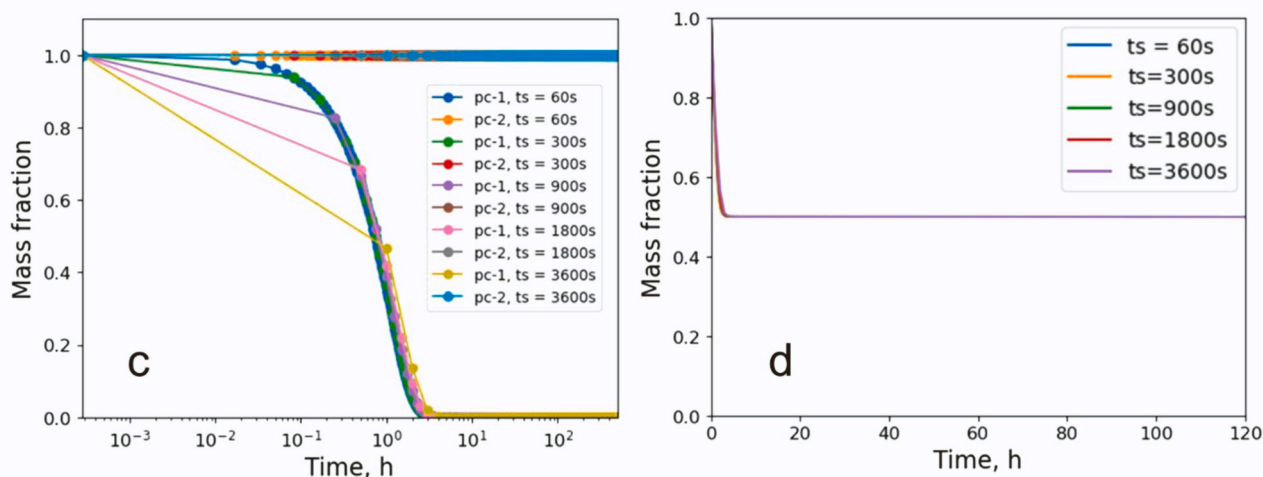 1.0
0.8
0.6
0.4
0.2
0.0
Mass fraction
pc-1, ts = 60s
pc-2, ts = 60s
pc-1, ts = 300s
pc-2, ts = 300s
pc-1, ts = 900s
pc-2, ts = 900s
pc-1, ts = 1800s
pc-2, ts = 1800s
pc-1, ts = 3600s
pc-2, ts = 3600s
c
10⁻³ 10⁻² 10⁻¹ 10⁰ 10¹ 10²
Time, h
1.0
0.8
0.6
0.4
0.2
0.0
Mass fraction
ts = 60s
ts=300s
ts=900s
ts=1800s
ts=3600s
d
0 20 40 60 80 100 120
Time, h